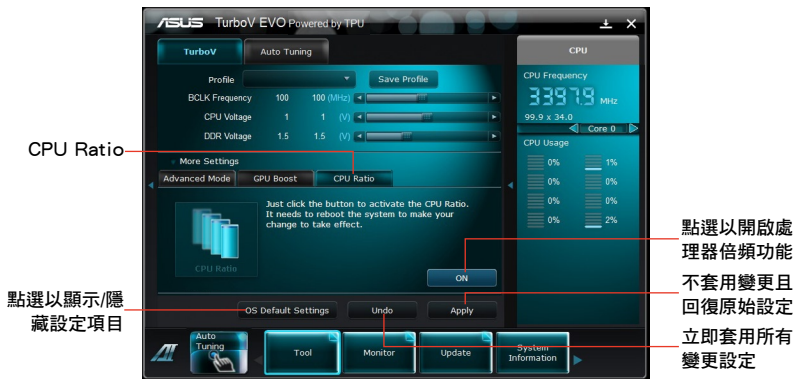 ASUS TurboV EVO Powered by TPU
TurboV
Auto Tuning
Profile
Save Profile
BCLK Frequency 100 100 (MHz)
CPU Voltage 1 1 (V)
DDR Voltage 1.5 1.5 (V)
More Settings
Advanced Mode
GPU Boost
CPU Ratio
Just click the button to activate the CPU Ratio.
It needs to reboot the system to make your
change to take effect.
CPU Ratio
ON
OS Default Settings
Undo
Apply
CPU
CPU Frequency
3397.9 MHz
99.9 x 34.0
Core 0
CPU Usage
0% 1%
0% 0%
0% 0%
0% 2%
Auto
Tuning
Tool
Monitor
Update
System
Information
CPU Ratio
點選以顯示/隱
藏設定項目
點選以開啟處
理器倍頻功能
不套用變更且
回復原始設定
立即套用所有
變更設定